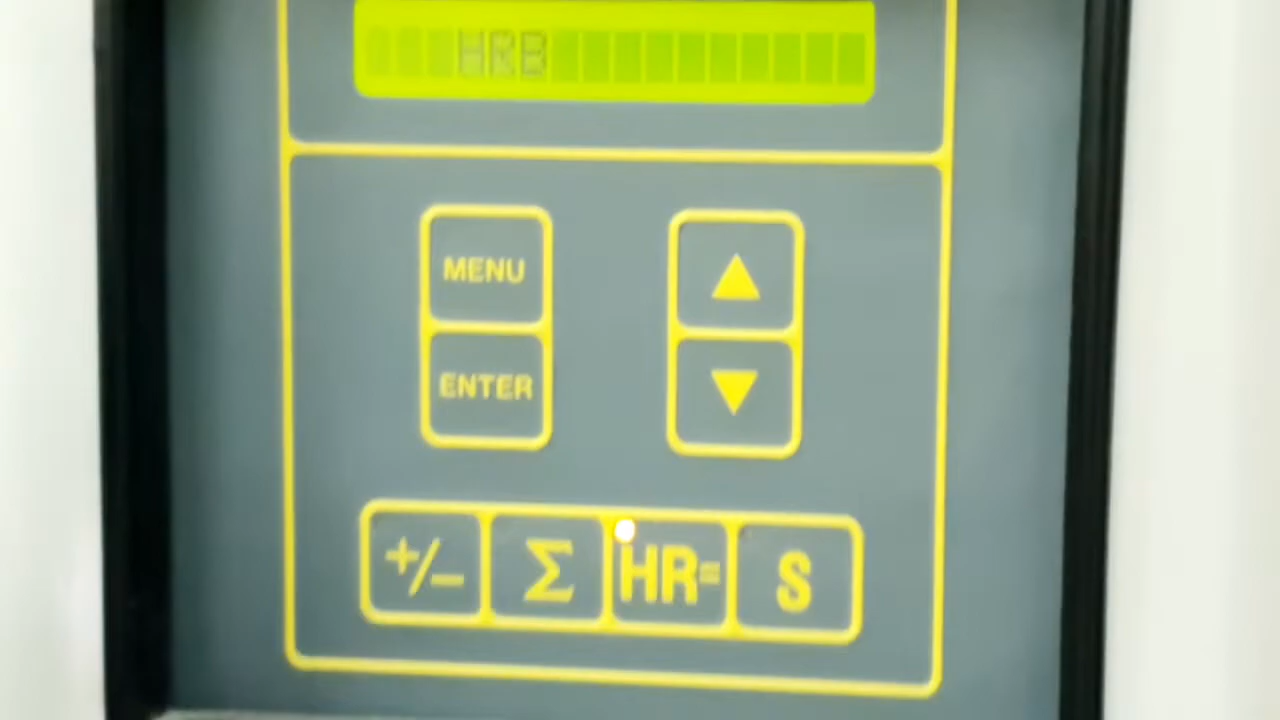 HRB
MENU
ENTER
+/- Σ HR= S